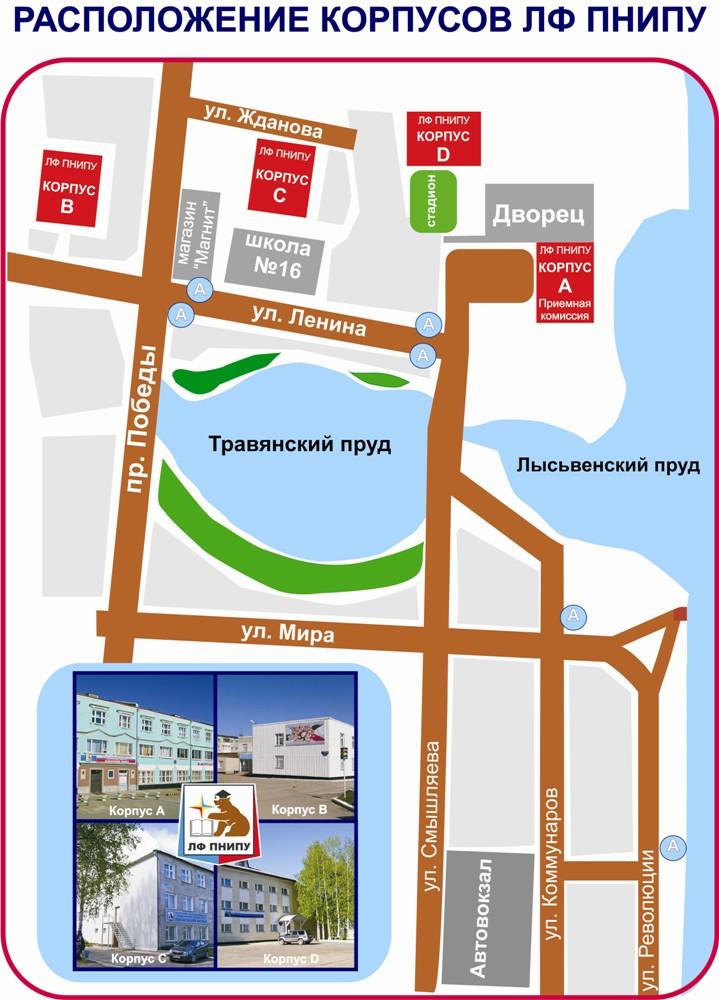 РАСПОЛОЖЕНИЕ КОРПУСОВ ЛФ ПНИПУ
ул. Жданова
ЛФ ПНИПУ
КОРПУС
D
ЛФ ПНИПУ
КОРПУС
B
ЛФ ПНИПУ
КОРПУС
C
стадион
магазин
"Магнит"
школа
№16
Дворец
ЛФ ПНИПУ
КОРПУС
A
Приемная
комиссия
А
А
ул. Ленина
А
А
пр. Победы
Травянский пруд
Лысьвенский пруд
А
ул. Мира
Корпус A
Корпус B
ЛФ ПНИПУ
Корпус C
Корпус D
ул. Смышляева
Автовокзал
ул. Коммунаров
ул. Революции
А